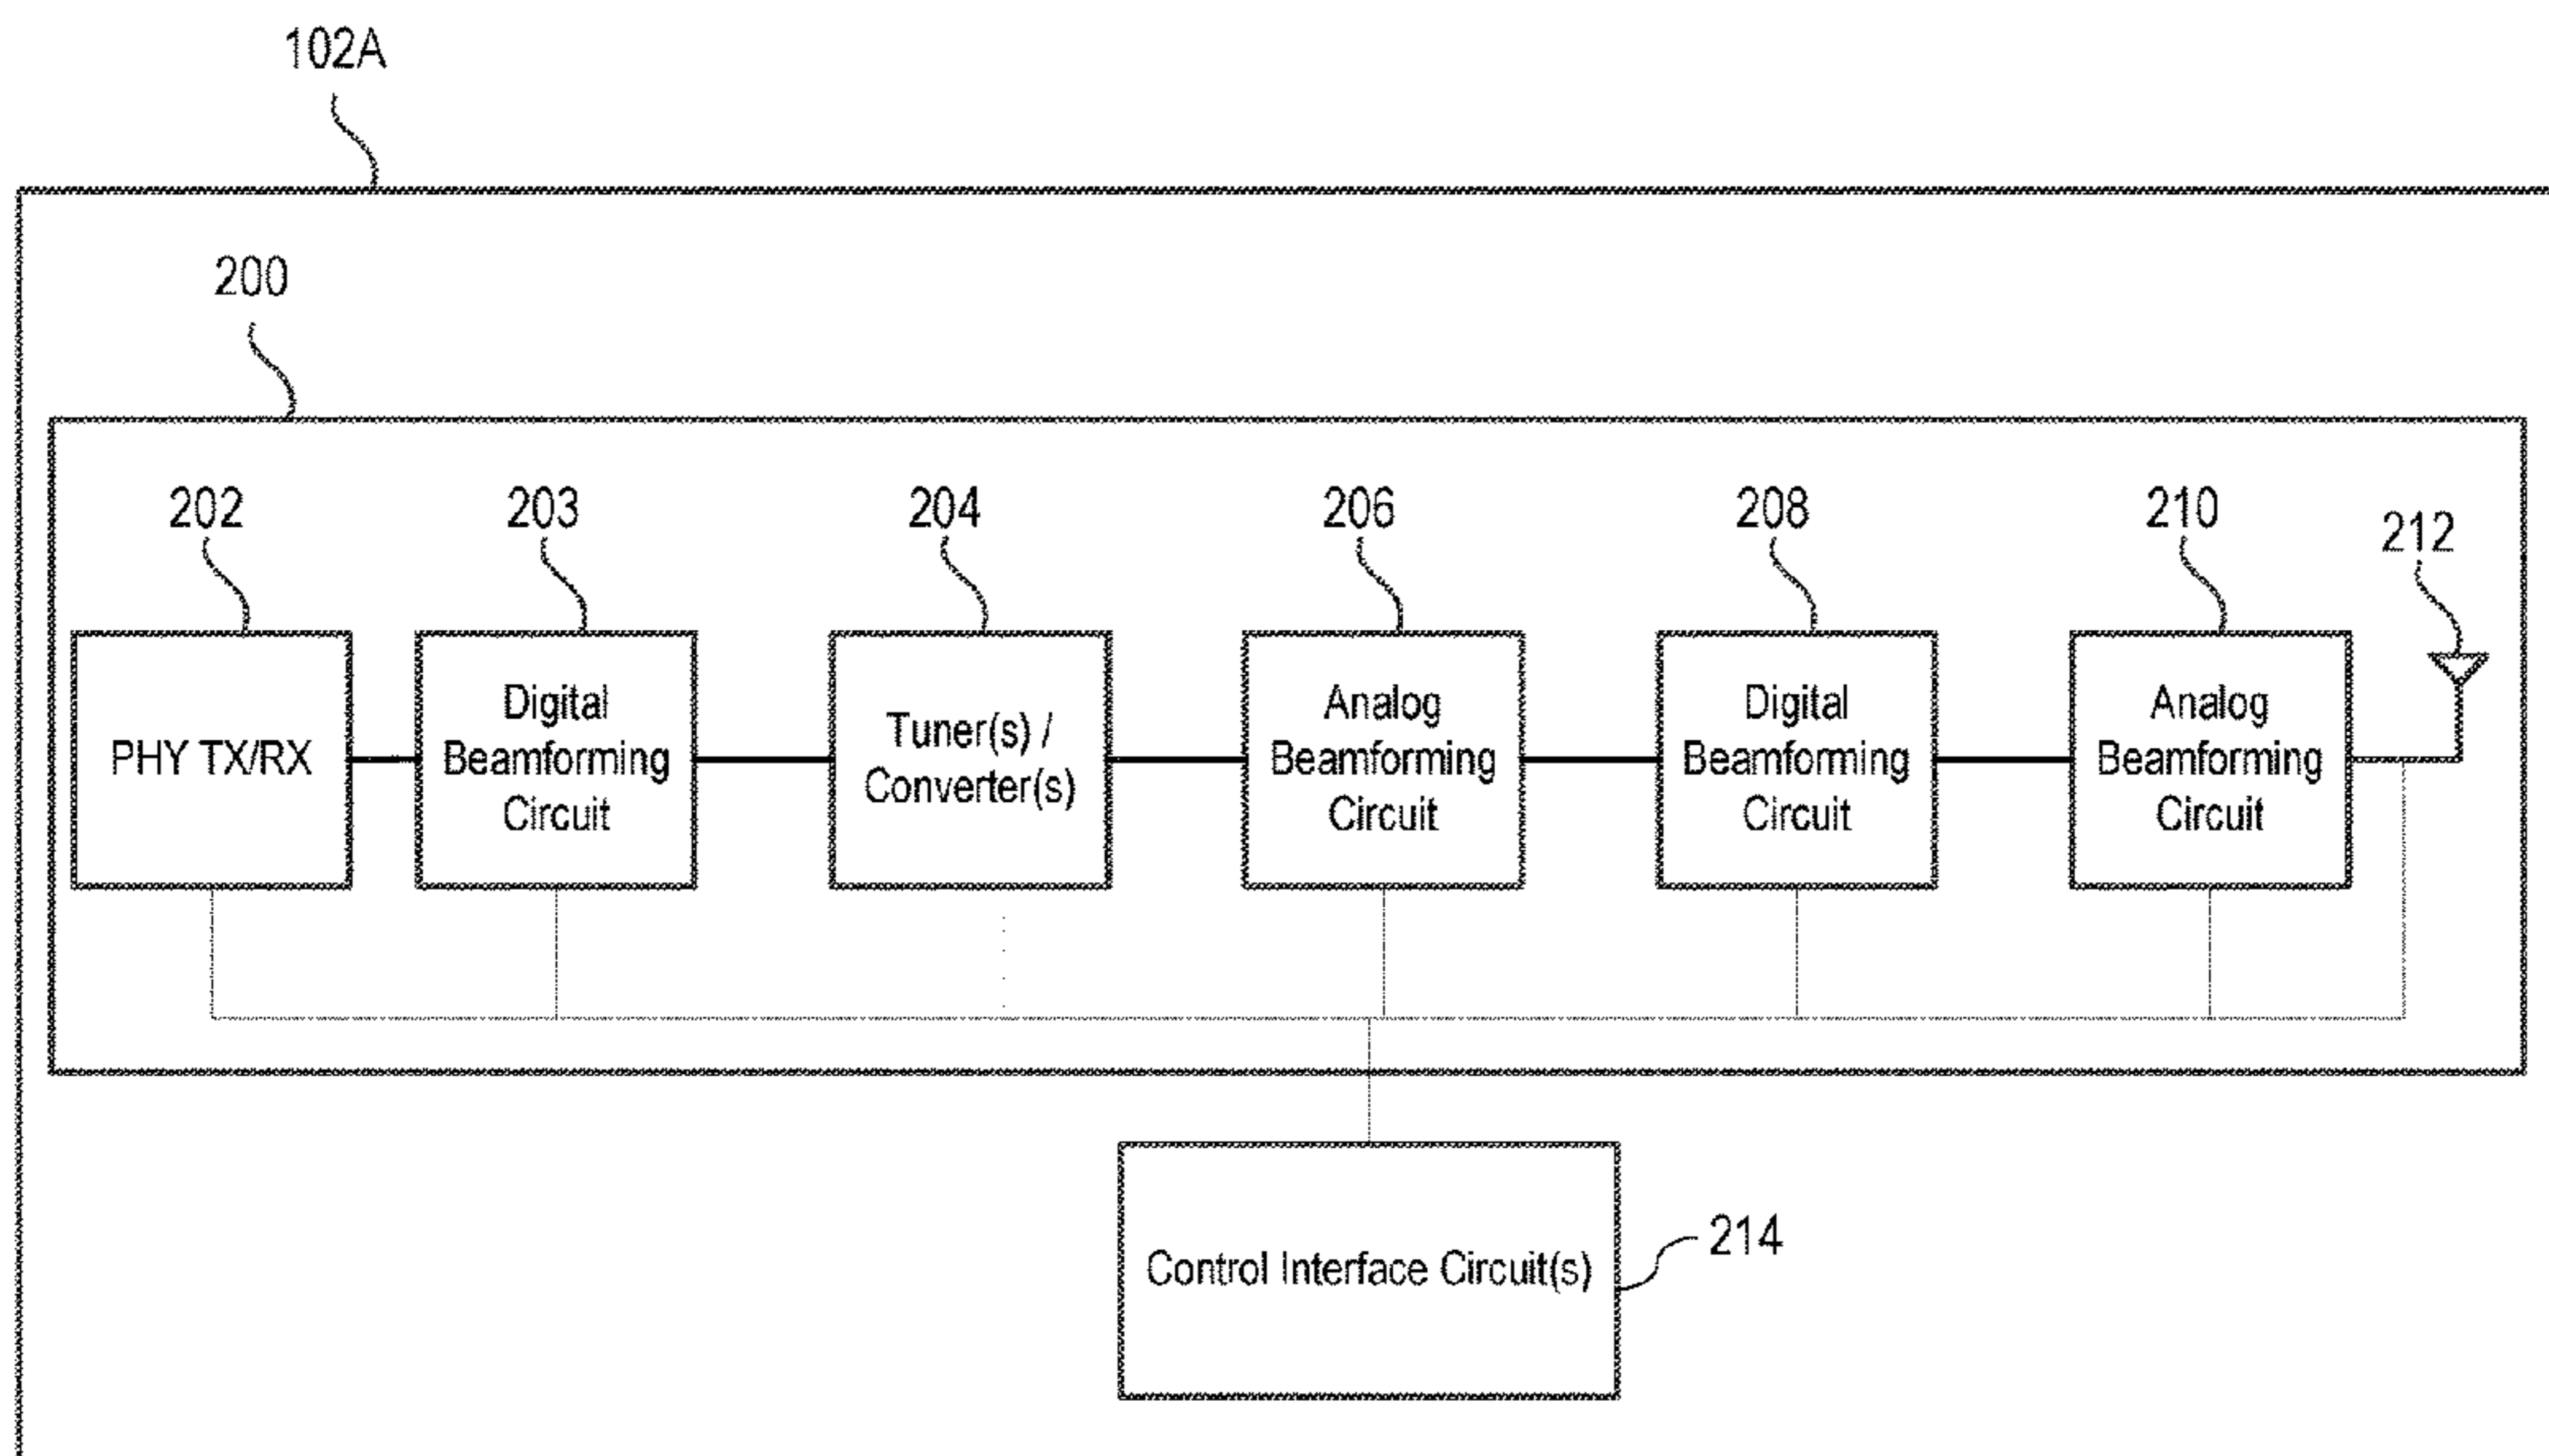 102A
200
202
203
204
206
208
210
212
PHY TX/RX
Digital
Beamforming
Circuit
Tuner(s) /
Converter(s)
Analog
Beamforming
Circuit
Digital
Beamforming
Circuit
Analog
Beamforming
Circuit
Control Interface Circuit(s)
214